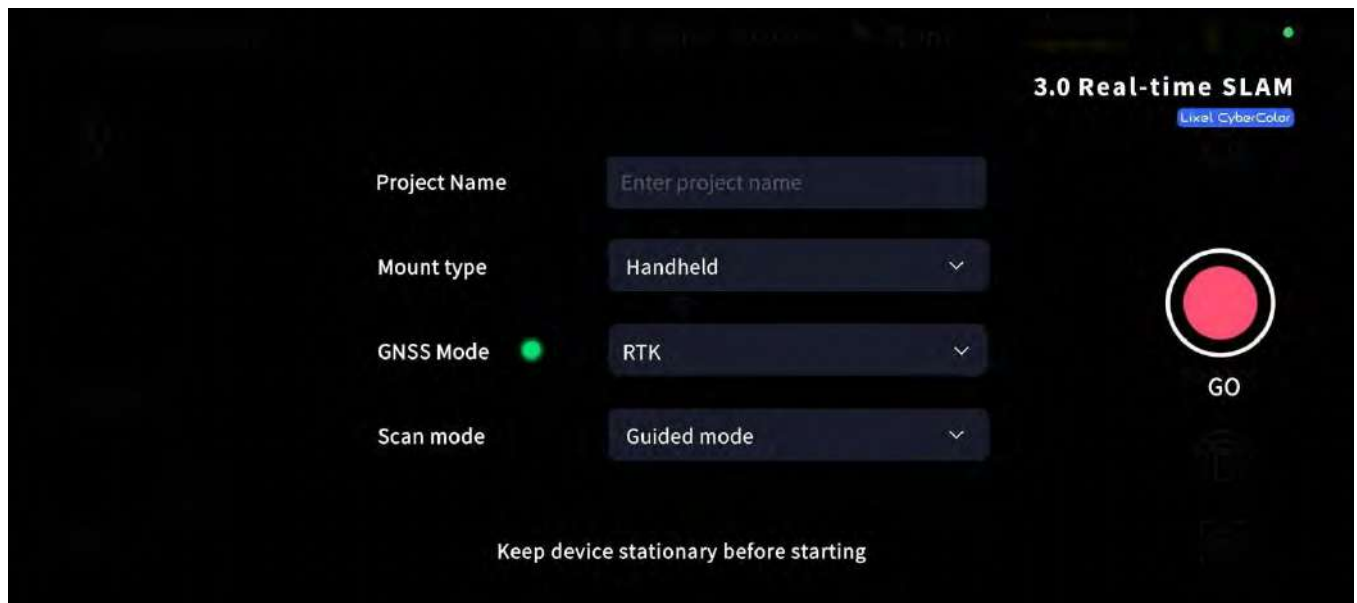 3.0 Real-time SLAM
Lixel CyberColor
Project Name
Enter project name
Mount type
Handheld
GNSS Mode
RTK
GO
Scan mode
Guided mode
Keep device stationary before starting